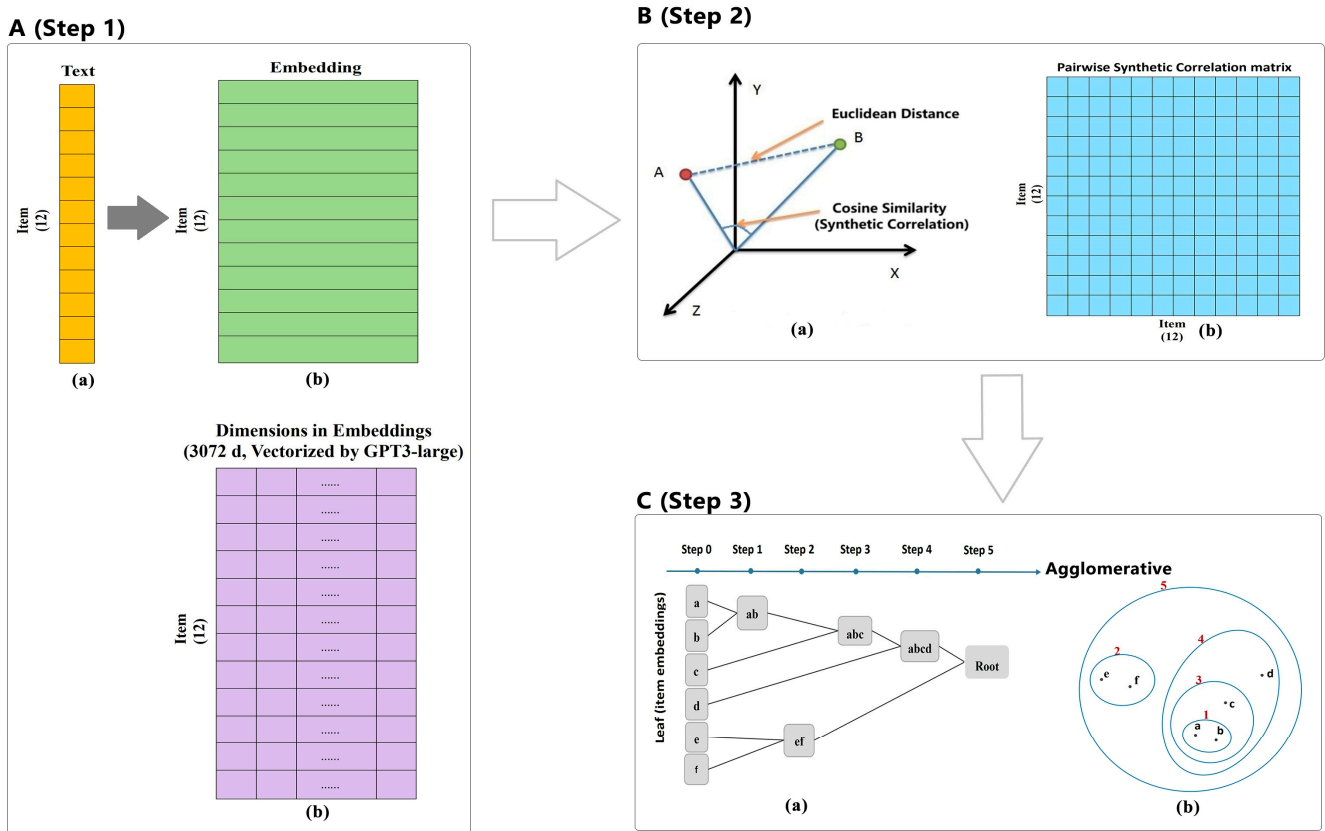 A (Step 1)
Text
Embedding
Item
(12)
Item
(12)
(a)
(b)
Dimensions in Embeddings
(3072 d, Vectorized by GPT3-large)
......
......
......
......
......
......
......
......
......
......
......
......
Item
(12)
(b)
B (Step 2)
Y
Euclidean Distance
B
A
Cosine Similarity
(Synthetic Correlation)
X
Z
(a)
Pairwise Synthetic Correlation matrix
Item
(12)
Item
(12)
(b)
C (Step 3)
Step 0
Step 1
Step 2
Step 3
Step 4
Step 5
Agglomerative
Leaf (item embeddings)
a
b
c
d
e
f
ab
abc
abcd
ef
Root
(a)
5
4
2
3
1
e
f
d
c
a
b
(b)